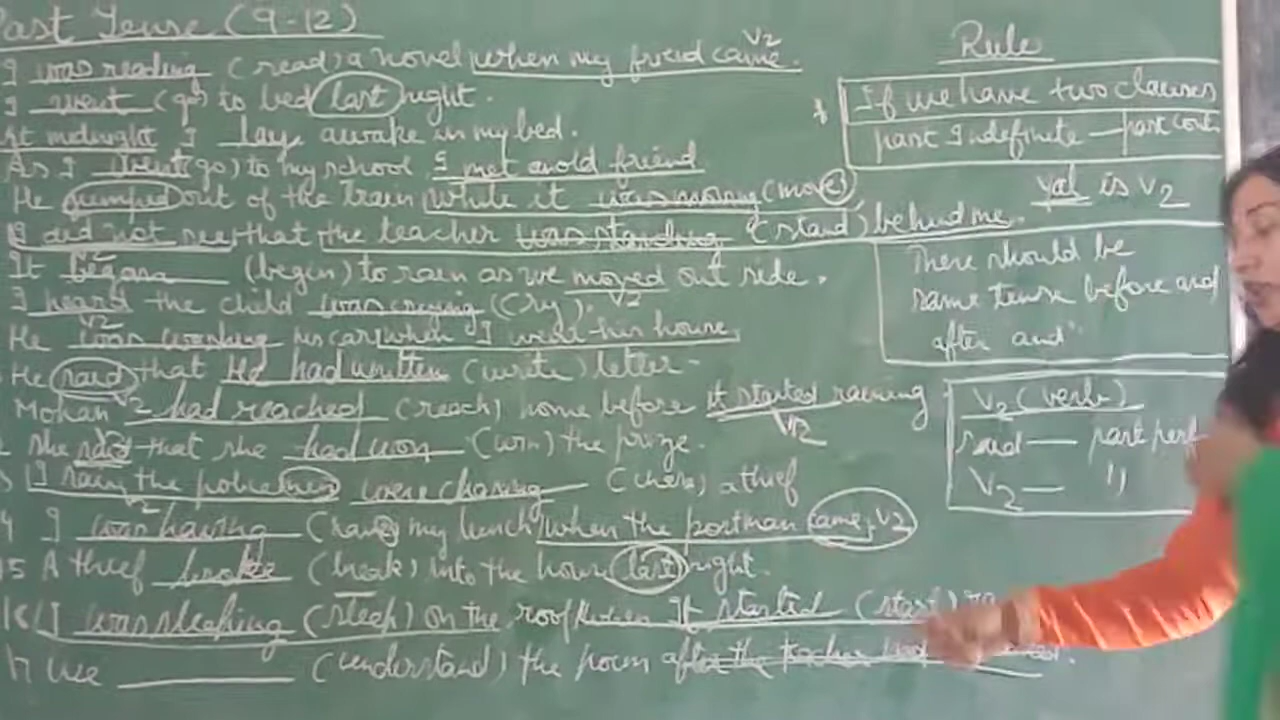 Past Tense (9-12)
I was reading (read) a novel when my friend came. V2
I went (go) to bed last night.
At midnight I lay awake in my bed.
As I went (go) to my school I met an old friend
He jumped out of the train while it was moving (move)
I did not see that the teacher was standing (stand) behind me.
It began (begin) to rain as we moved out side.
I heard the child was crying (cry). V2
He was working his car when I went his house.
He said that He had written (write) letter
Mohan had reached (reach) home before it started raining
V2
She said that she had won (win) the prize.
I saw the policemen were chasing (chase) a thief
4 I was having (have) my lunch when the postman came, V2
15 A thief broke (break) into the house last night.
16 I was sleeping (sleep) on the roof when it started (start)
17 We ______ (understand) the poem after the teacher had
Rule
If we have two clauses
past Indefinite — past cont
is V2
There should be
same tense before and
after and"
V2 (verb)
said — past perf
V2 — "